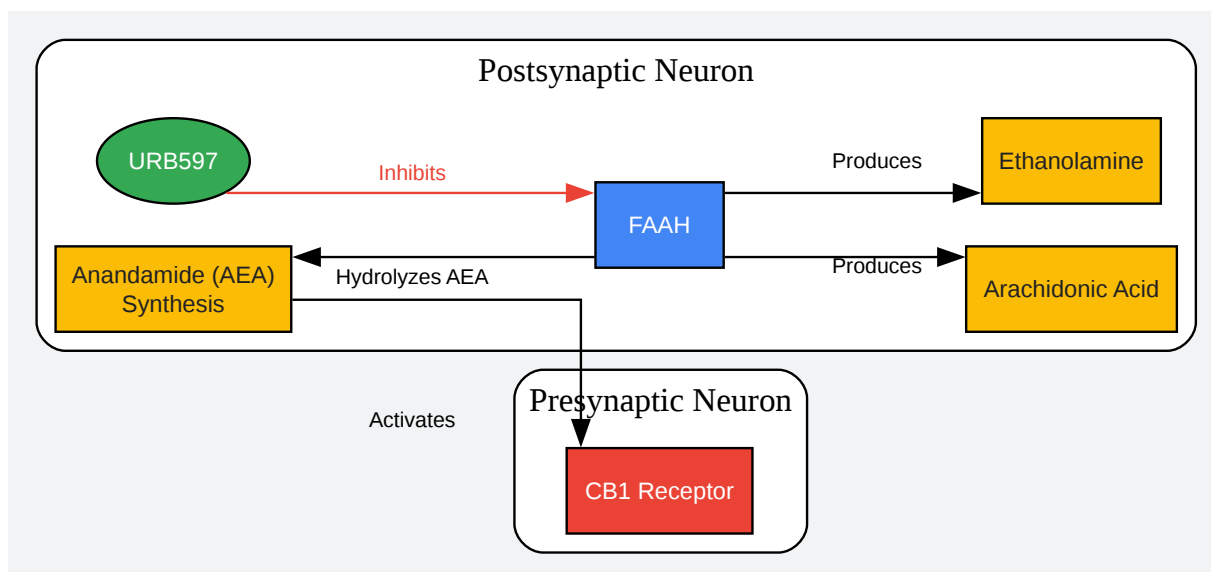 Postsynaptic Neuron
URB597
Inhibits
Produces
Ethanolamine
FAAH
Anandamide (AEA)
Synthesis
Hydrolyzes AEA
Produces
Arachidonic Acid
Presynaptic Neuron
Activates
CB1 Receptor